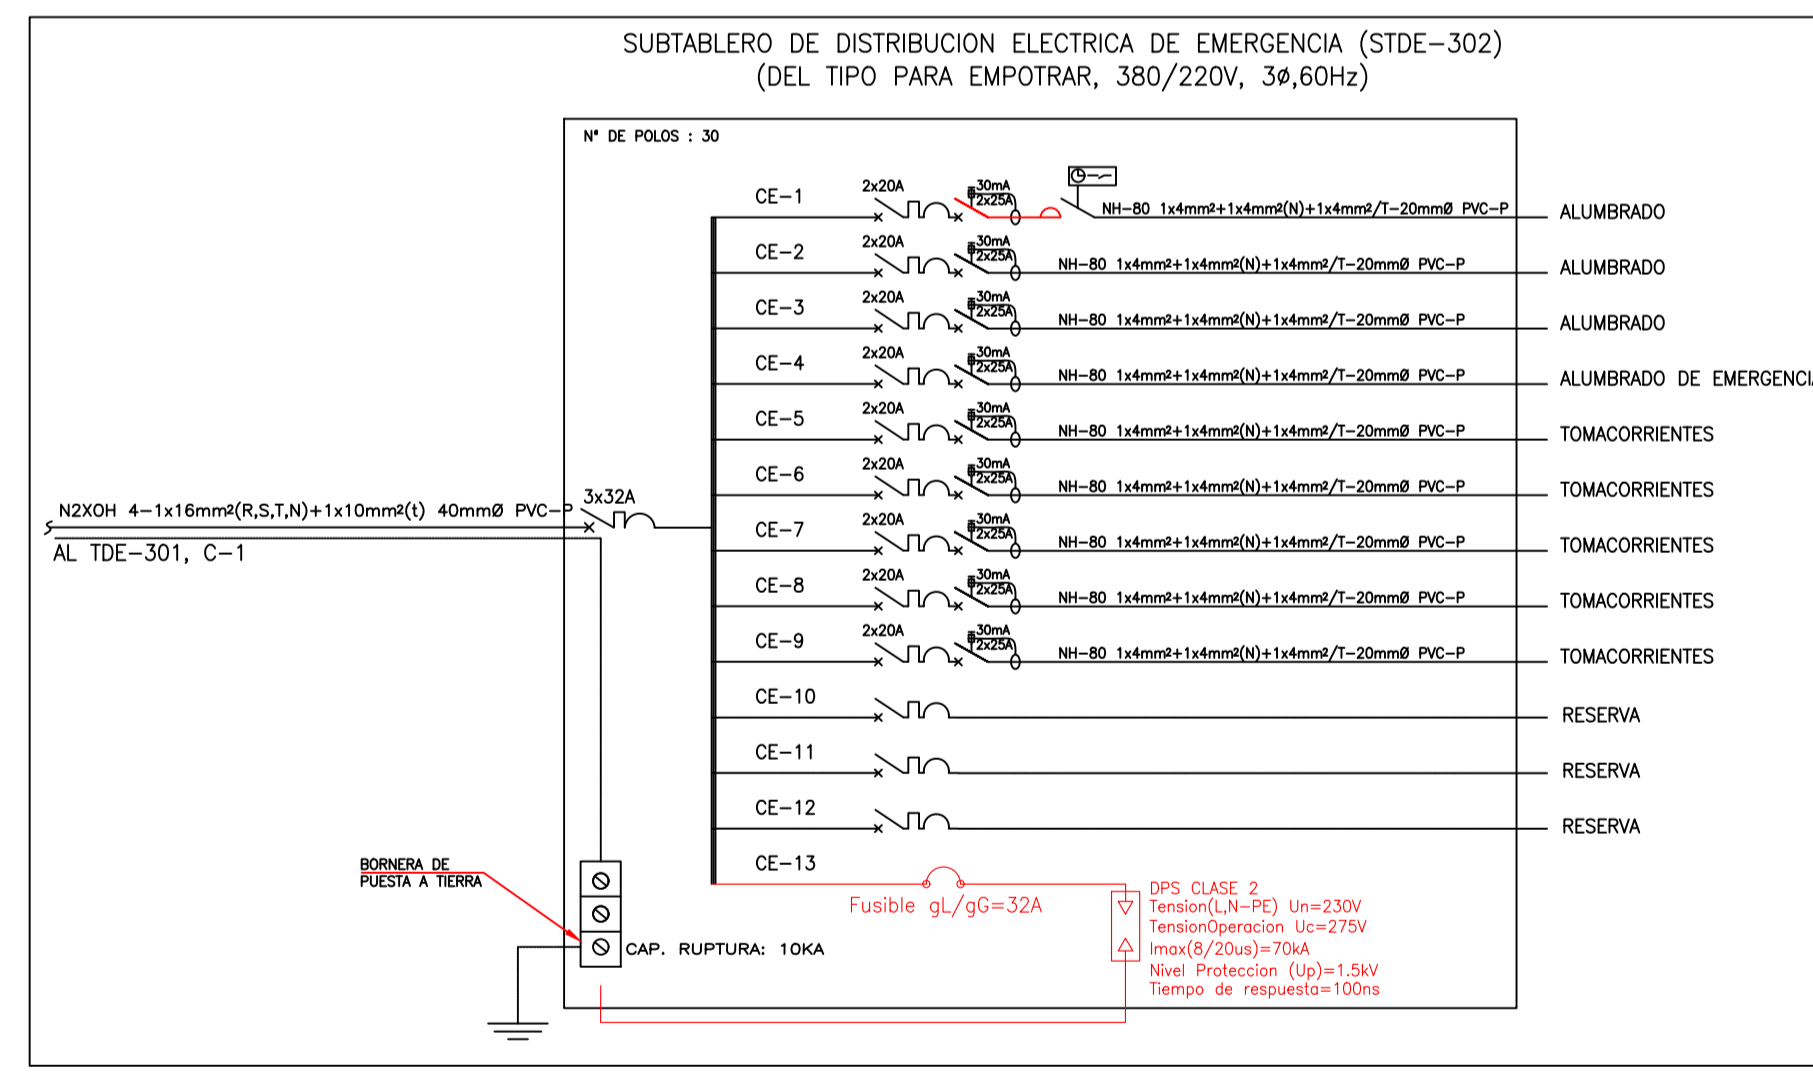 SUBTABLERO DE DISTRIBUCION ELECTRICA DE EMERGENCIA (STDE-302)
(DEL TIPO PARA EMPOTRAR, 380/220V, 3Ø,60Hz)
Nº DE POLOS : 30
CE-1 2x20A 30mA 2x25A NH-80 1x4mm²+1x4mm²(N)+1x4mm²/T-20mmØ PVC-P ALUMBRADO
CE-2 2x20A 30mA 2x25A NH-80 1x4mm²+1x4mm²(N)+1x4mm²/T-20mmØ PVC-P ALUMBRADO
CE-3 2x20A 30mA 2x25A NH-80 1x4mm²+1x4mm²(N)+1x4mm²/T-20mmØ PVC-P ALUMBRADO
CE-4 2x20A 30mA 2x25A NH-80 1x4mm²+1x4mm²(N)+1x4mm²/T-20mmØ PVC-P ALUMBRADO DE EMERGENCIA
CE-5 2x20A 30mA 2x25A NH-80 1x4mm²+1x4mm²(N)+1x4mm²/T-20mmØ PVC-P TOMACORRIENTES
CE-6 2x20A 30mA 2x25A NH-80 1x4mm²+1x4mm²(N)+1x4mm²/T-20mmØ PVC-P TOMACORRIENTES
N2XOH 4-1x16mm²(R,S,T,N)+1x10mm²(t) 40mmØ PVC-P 3x32A
AL TDE-301, C-1
CE-7 2x20A 30mA 2x25A NH-80 1x4mm²+1x4mm²(N)+1x4mm²/T-20mmØ PVC-P TOMACORRIENTES
CE-8 2x20A 30mA 2x25A NH-80 1x4mm²+1x4mm²(N)+1x4mm²/T-20mmØ PVC-P TOMACORRIENTES
CE-9 2x20A 30mA 2x25A NH-80 1x4mm²+1x4mm²(N)+1x4mm²/T-20mmØ PVC-P TOMACORRIENTES
CE-10 RESERVA
CE-11 RESERVA
CE-12 RESERVA
CE-13
BORNERA DE
PUESTA A TIERRA
CAP. RUPTURA: 10KA
Fusible gL/gG=32A
DPS CLASE 2
Tension(L,N-PE) Un=230V
TensionOperacion Uc=275V
Imax(8/20us)=70kA
Nivel Proteccion (Up)=1.5kV
Tiempo de respuesta=100ns